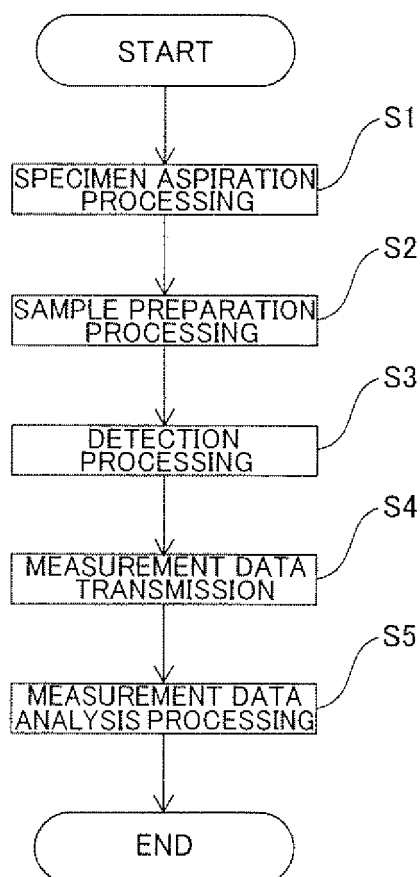 START
S1
SPECIMEN ASPIRATION
PROCESSING
S2
SAMPLE PREPARATION
PROCESSING
S3
DETECTION
PROCESSING
S4
MEASUREMENT DATA
TRANSMISSION
S5
MEASUREMENT DATA
ANALYSIS PROCESSING
END